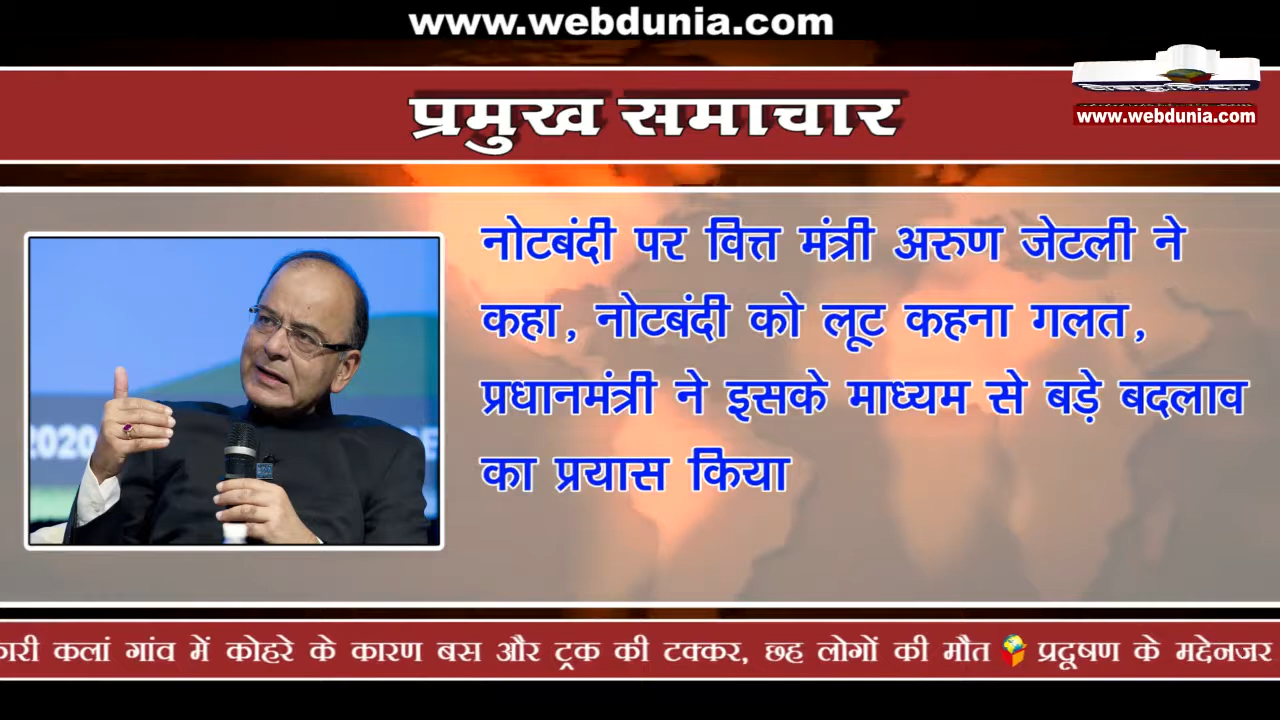 www.webdunia.com
प्रमुख समाचार
www.webdunia.com
नोटबंदी पर वित्त मंत्री अरुण जेटली ने
कहा, नोटबंदी को लूट कहना गलत,
प्रधानमंत्री ने इसके माध्यम से बड़े बदलाव
का प्रयास किया
2020
कारी कलां गांव में कोहरे के कारण बस और ट्रक की टक्कर, छह लोगों की मौत प्रदूषण के मद्देनजर